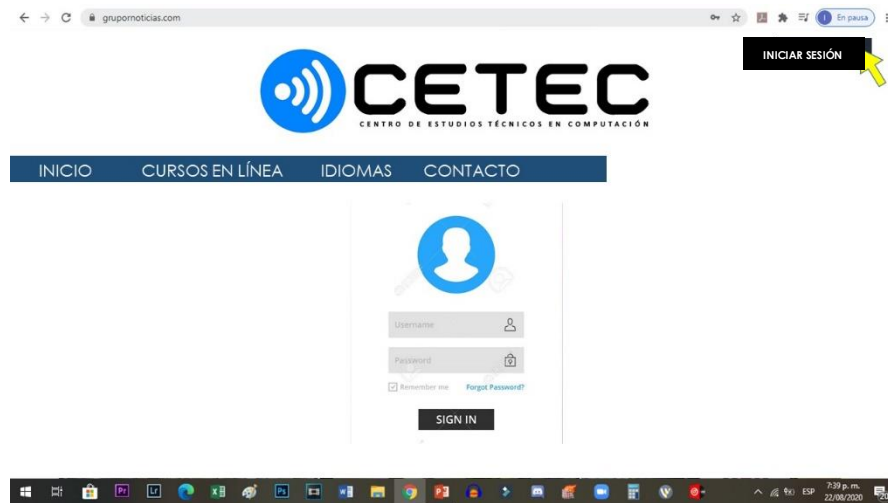 grupornoticias.com
En pausa
INICIAR SESIÓN
CETEC
CENTRO DE ESTUDIOS TÉCNICOS EN COMPUTACIÓN
INICIO CURSOS EN LÍNEA IDIOMAS CONTACTO
Username
Password
Remember me Forgot Password?
SIGN IN
ESP
7:39 p. m.
22/08/2020